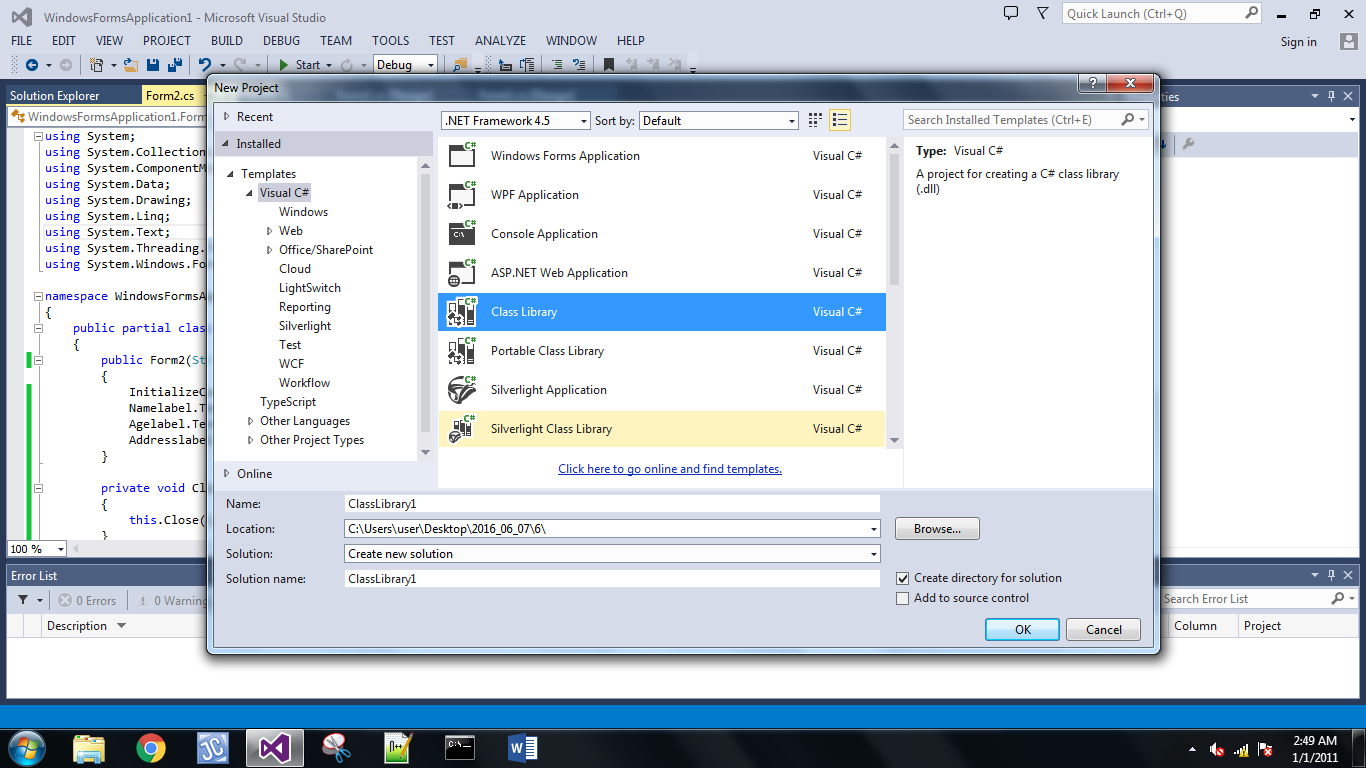 WindowsFormsApplication1 - Microsoft Visual Studio
Quick Launch (Ctrl+Q)
FILE EDIT VIEW PROJECT BUILD DEBUG TEAM TOOLS TEST ANALYZE WINDOW HELP
Sign in
Start Debug
New Project
Solution Explorer Form2.cs
WindowsFormsApplication1.Form
using System;
using System.Collection
using System.ComponentM
using System.Data;
using System.Drawing;
using System.Linq;
using System.Text;
using System.Threading.
using System.Windows.Fo
namespace WindowsFormsA
{
public partial class
{
public Form2(St
{
InitializeC
Namelabel.T
Agelabel.Te
Addresslabe
}
private void Cl
{
this.Close(
}
100 %
Recent
Installed
Templates
Visual C#
Windows
Web
Office/SharePoint
Cloud
LightSwitch
Reporting
Silverlight
Test
WCF
Workflow
TypeScript
Other Languages
Other Project Types
Online
.NET Framework 4.5 Sort by: Default
Search Installed Templates (Ctrl+E)
Windows Forms Application Visual C#
WPF Application Visual C#
Console Application Visual C#
ASP.NET Web Application Visual C#
Class Library Visual C#
Portable Class Library Visual C#
Silverlight Application Visual C#
Silverlight Class Library Visual C#
Click here to go online and find templates.
Type: Visual C#
A project for creating a C# class library
(.dll)
Name: ClassLibrary1
Location: C:\Users\user\Desktop\2016_06_07\6\ Browse...
Solution: Create new solution
Solution name: ClassLibrary1
Create directory for solution
Add to source control
OK Cancel
ties
Error List
0 Errors 0 Warning
Search Error List
Description Column Project
2:49 AM
1/1/2011